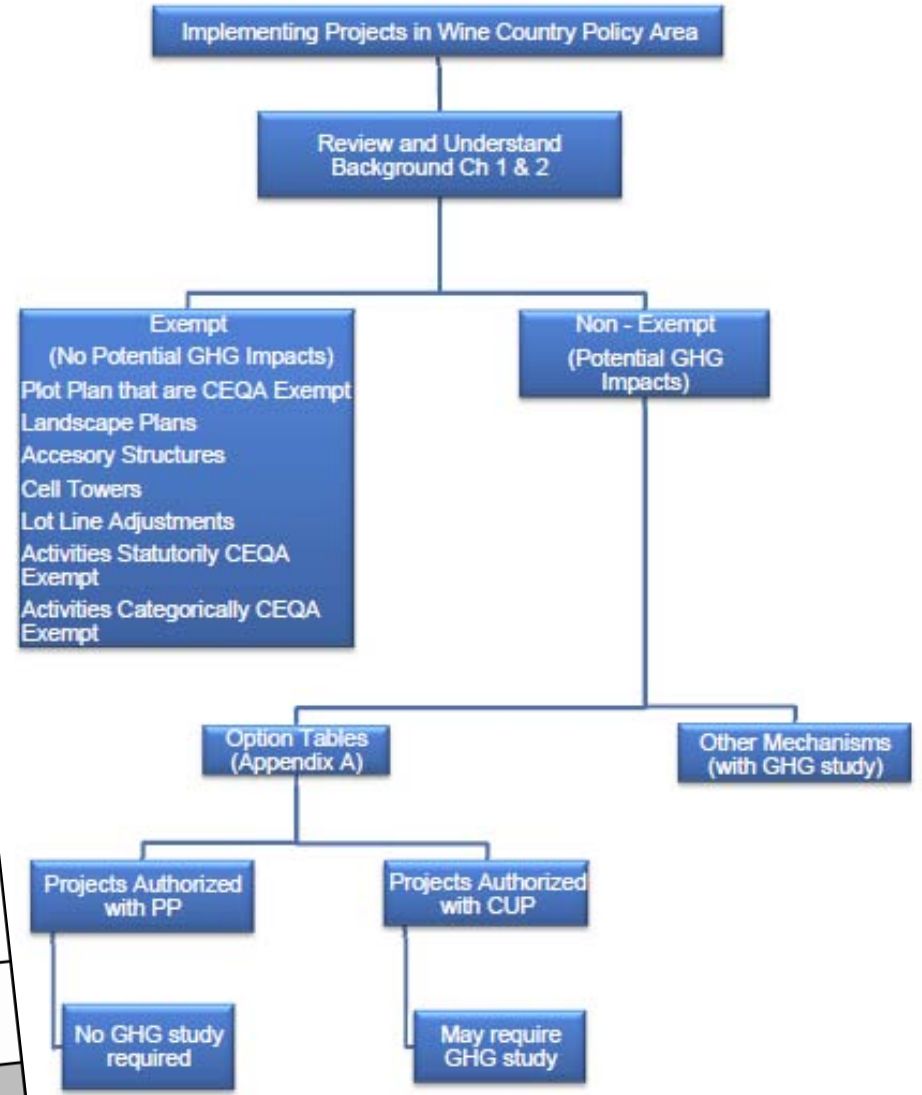 Implementing Projects in Wine Country Policy Area
Review and Understand
Background Ch 1 & 2
Exempt
(No Potential GHG Impacts)
Plot Plan that are CEQA Exempt
Landscape Plans
Accesory Structures
Cell Towers
Lot Line Adjustments
Activities Statutorily CEQA
Exempt
Activities Categorically CEQA
Exempt
Non - Exempt
(Potential GHG
Impacts)
Option Tables
(Appendix A)
Other Mechanisms
(with GHG study)
Projects Authorized
with PP
Projects Authorized
with CUP
No GHG study
required
May require
GHG study